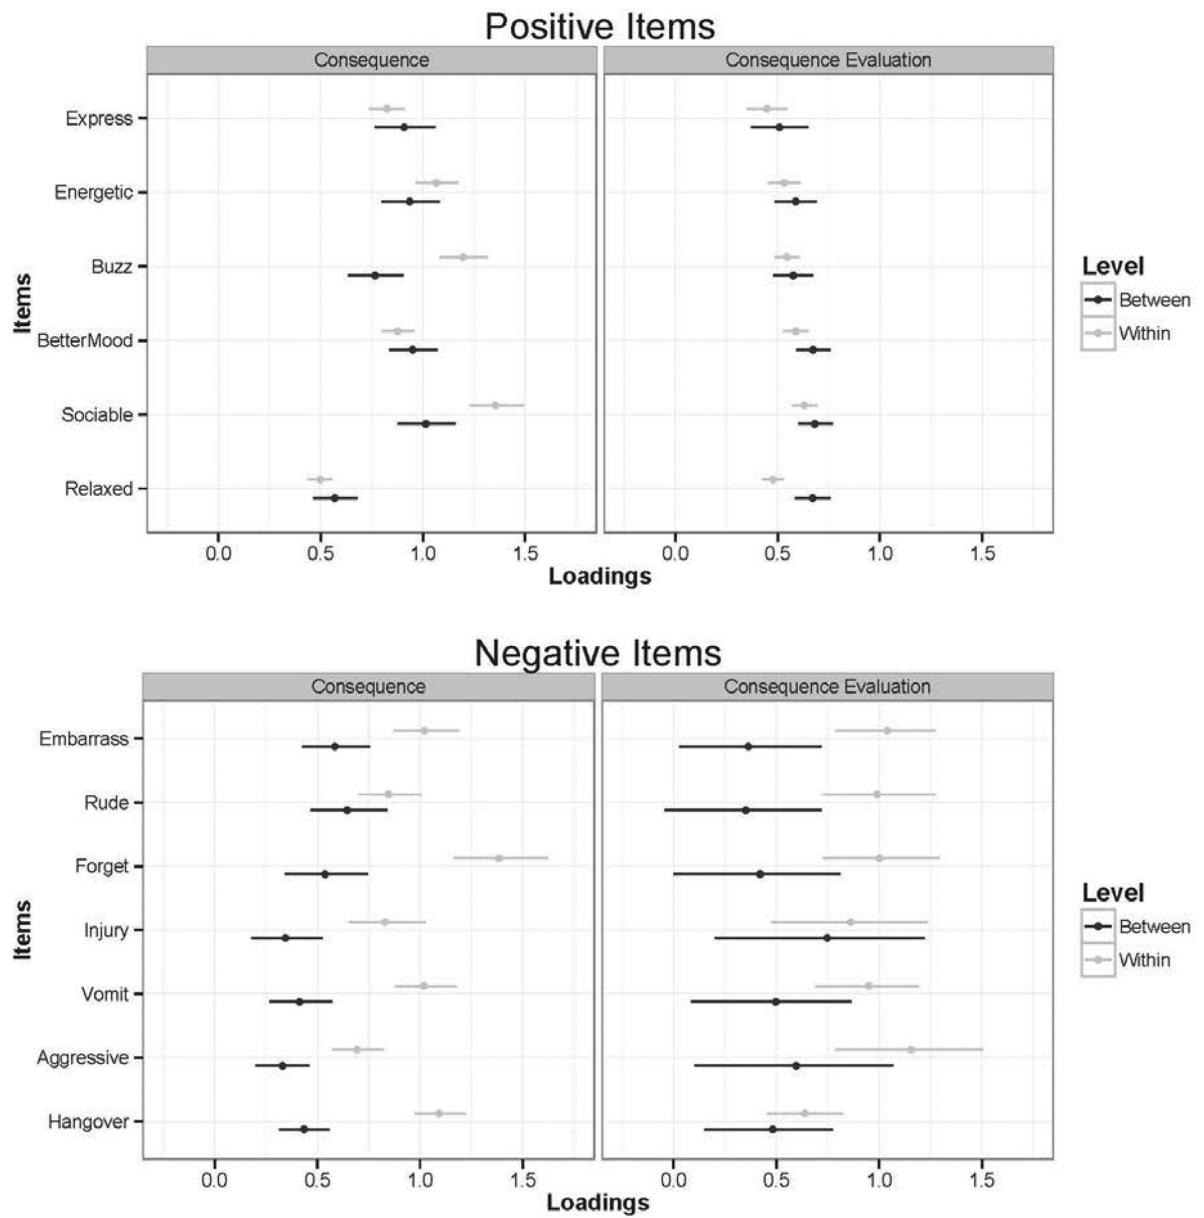 Positive Items
Consequence
Consequence Evaluation
Items
Express
Energetic
Buzz
BetterMood
Sociable
Relaxed
0.0 0.5 1.0 1.5
0.0 0.5 1.0 1.5
Loadings
Level
Between
Within
Negative Items
Consequence
Consequence Evaluation
Items
Embarrass
Rude
Forget
Injury
Vomit
Aggressive
Hangover
0.0 0.5 1.0 1.5
0.0 0.5 1.0 1.5
Loadings
Level
Between
Within